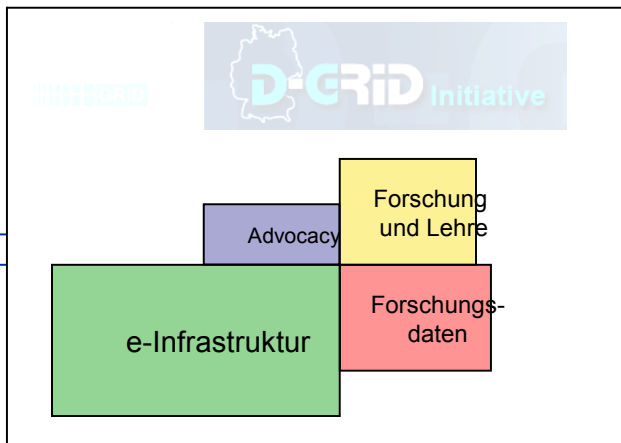 D-GRID Initiative
Forschung
und Lehre
Advocacy
Forschungs-
daten
e-Infrastruktur